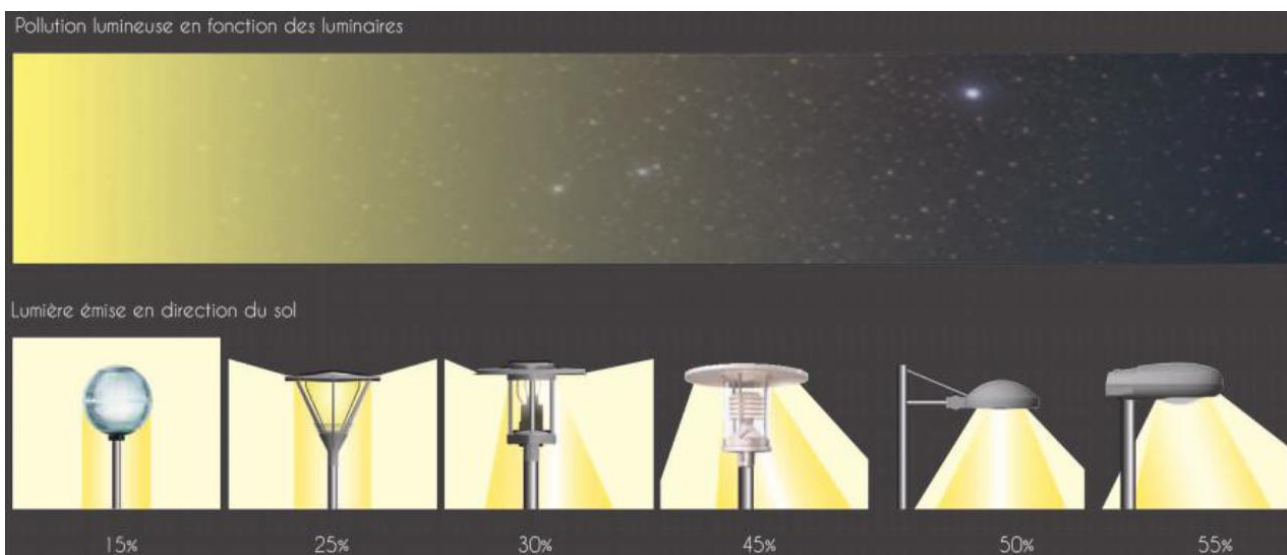 Pollution lumineuse en fonction des luminaires
Lumière émise en direction du sol
15% 25% 30% 45% 50% 55%